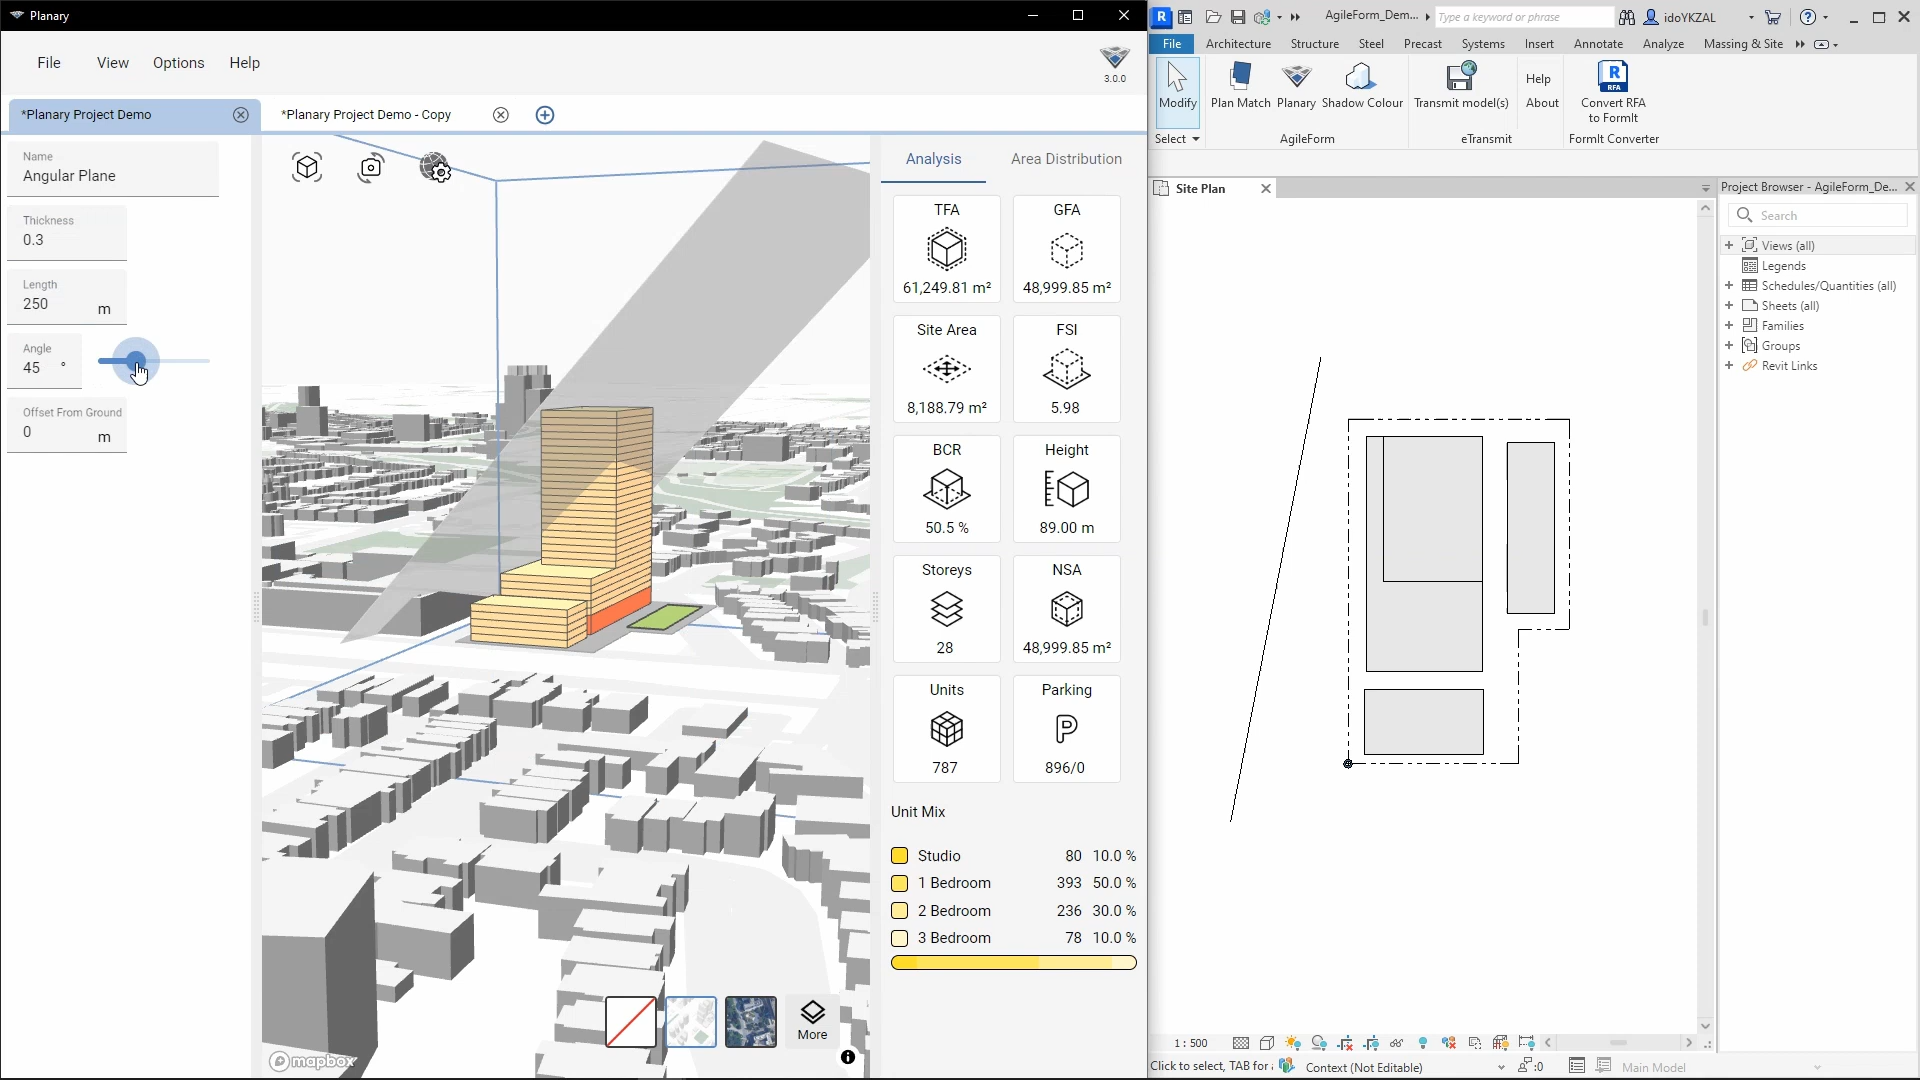 Planary
File View Options Help
3.0.0
*Planary Project Demo
*Planary Project Demo - Copy
Name
Angular Plane
Thickness
0.3
Length
250 m
Angle
45 °
Offset From Ground
0 m
Analysis Area Distribution
TFA
61,249.81 m²
GFA
48,999.85 m²
Site Area
8,188.79 m²
FSI
5.98
BCR
50.5 %
Height
89.00 m
Storeys
28
NSA
48,999.85 m²
Units
787
Parking
P
896/0
Unit Mix
Studio 80 10.0 %
1 Bedroom 393 50.0 %
2 Bedroom 236 30.0 %
3 Bedroom 78 10.0 %
More
mapbox
R
AgileForm_Dem...
Type a keyword or phrase
idoYKZAL
File Architecture Structure Steel Precast Systems Insert Annotate Analyze Massing & Site
Modify
Plan Match
Planary
Shadow Colour
Transmit model(s)
Help
About
R
RFA
Convert RFA
to FormIt
Select
AgileForm
eTransmit
FormIt Converter
Site Plan
Project Browser - AgileForm_De...
Search
Views (all)
Legends
Schedules/Quantities (all)
Sheets (all)
Families
Groups
Revit Links
1 : 500
Click to select, TAB for
Context (Not Editable)
:0
Main Model